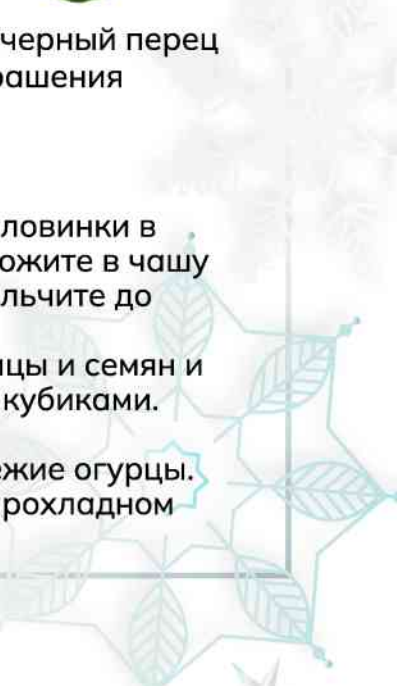 черный перец
рашения
ловинки в
ожите в чашу
льчите до
цы и семян и
кубиками.
ежие огурцы.
рохладном